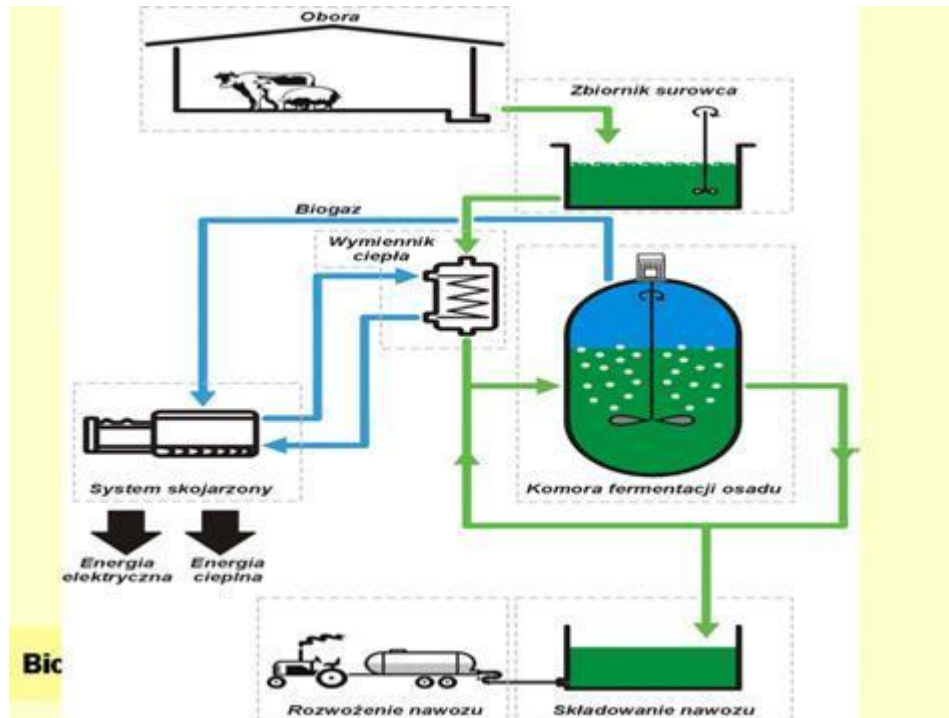 Obora
Zbiornik surowca
Biogaz
Wymiennik
ciepła
System skojarzony
Komora fermentacji osadu
Energia
elektryczna
Energia
cieplna
Bio
Rozwożenie nawozu
Składowanie nawozu